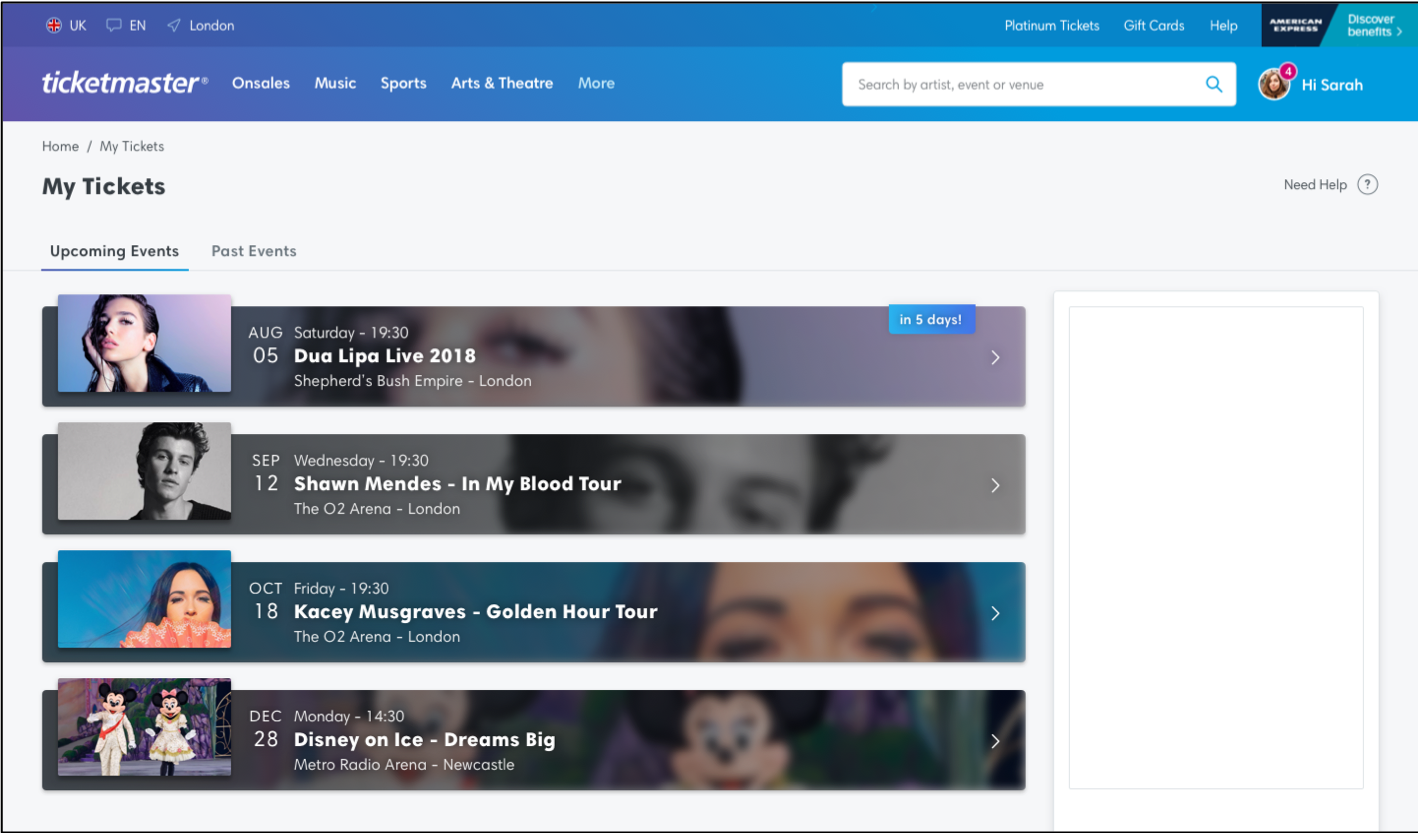 UK EN London Platinum Tickets Gift Cards Help AMERICAN EXPRESS Discover benefits >
ticketmaster® Onsales Music Sports Arts & Theatre More Search by artist, event or venue 4 Hi Sarah
Home / My Tickets
My Tickets Need Help ?
Upcoming Events Past Events
in 5 days!
AUG Saturday - 19:30
05 Dua Lipa Live 2018
Shepherd's Bush Empire - London
SEP Wednesday - 19:30
12 Shawn Mendes - In My Blood Tour
The O2 Arena - London
OCT Friday - 19:30
18 Kacey Musgraves - Golden Hour Tour
The O2 Arena - London
DEC Monday - 14:30
28 Disney on Ice - Dreams Big
Metro Radio Arena - Newcastle